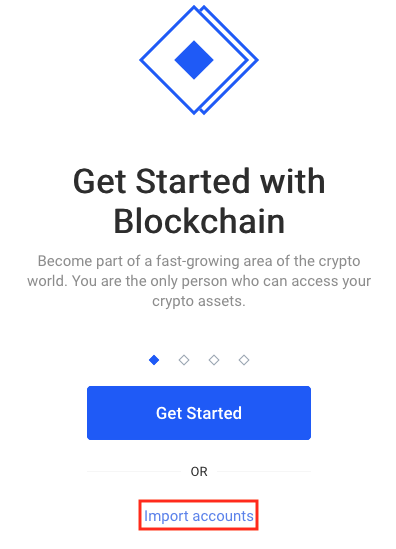 Get Started with
Blockchain
Become part of a fast-growing area of the crypto
world. You are the only person who can access your
crypto assets.
Get Started
OR
Import accounts